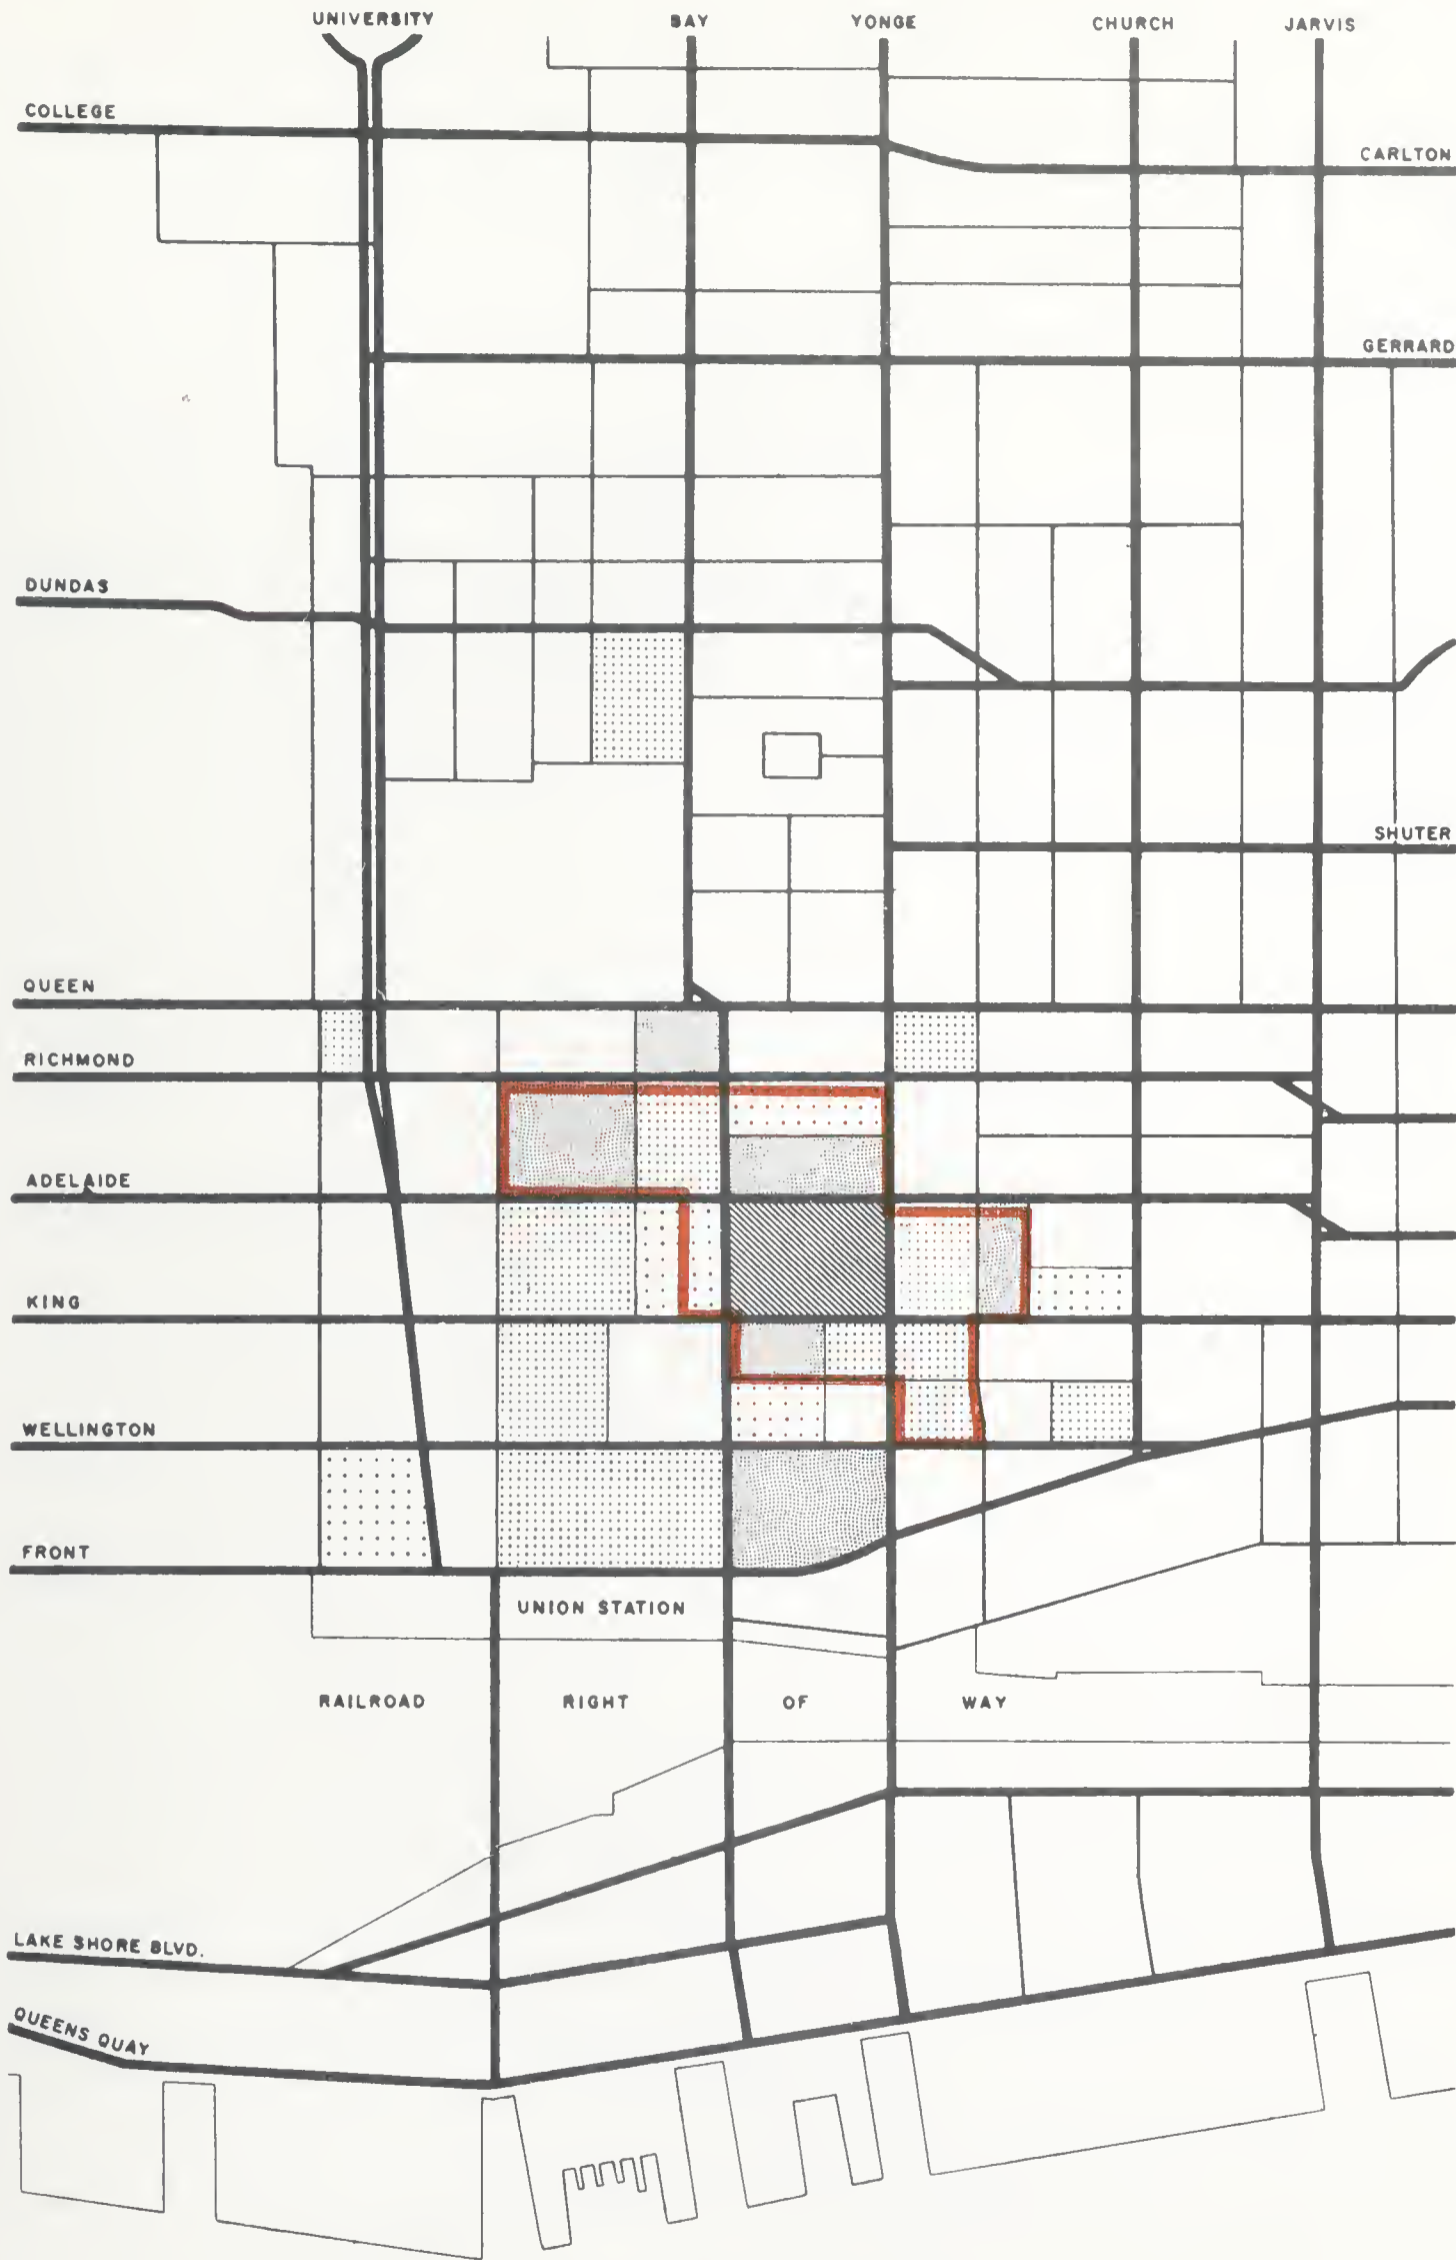 UNIVERSITY
BAY
YONGE
CHURCH
JARVIS
COLLEGE
CARLTON
GERRARD
DUNDAS
SHUTER
QUEEN
RICHMOND
ADELAIDE
KING
WELLINGTON
FRONT
UNION STATION
RAILROAD RIGHT OF WAY
LAKE SHORE BLVD.
QUEENS QUAY